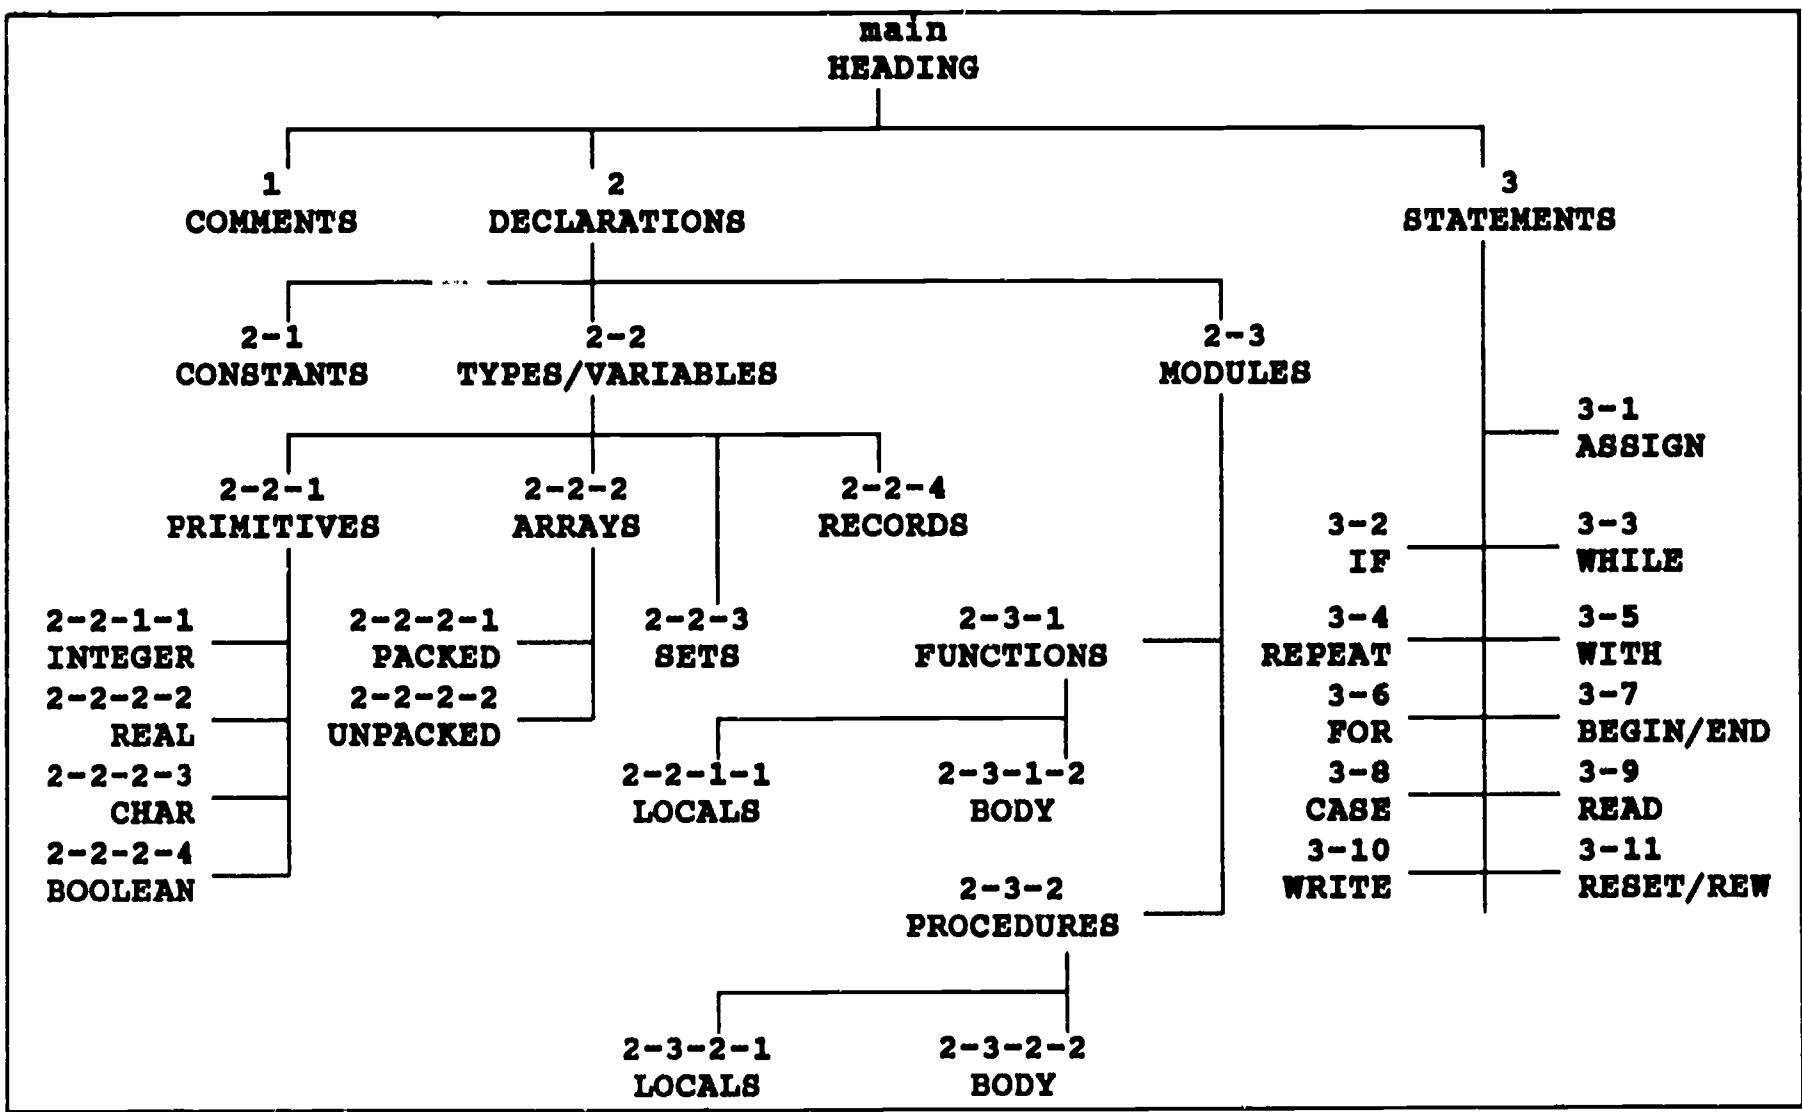 main
HEADING
1
COMMENTS
2
DECLARATIONS
3
STATEMENTS
2-1
CONSTANTS
2-2
TYPES/VARIABLES
2-3
MODULES
2-2-1
PRIMITIVES
2-2-2
ARRAYS
2-2-4
RECORDS
2-2-1-1
INTEGER
2-2-2-2
REAL
2-2-2-3
CHAR
2-2-2-4
BOOLEAN
2-2-2-1
PACKED
2-2-2-2
UNPACKED
2-2-3
SETS
2-3-1
FUNCTIONS
2-2-1-1
LOCALS
2-3-1-2
BODY
2-3-2
PROCEDURES
2-3-2-1
LOCALS
2-3-2-2
BODY
3-1
ASSIGN
3-2
IF
3-3
WHILE
3-4
REPEAT
3-5
WITH
3-6
FOR
3-7
BEGIN/END
3-8
CASE
3-9
READ
3-10
WRITE
3-11
RESET/REW